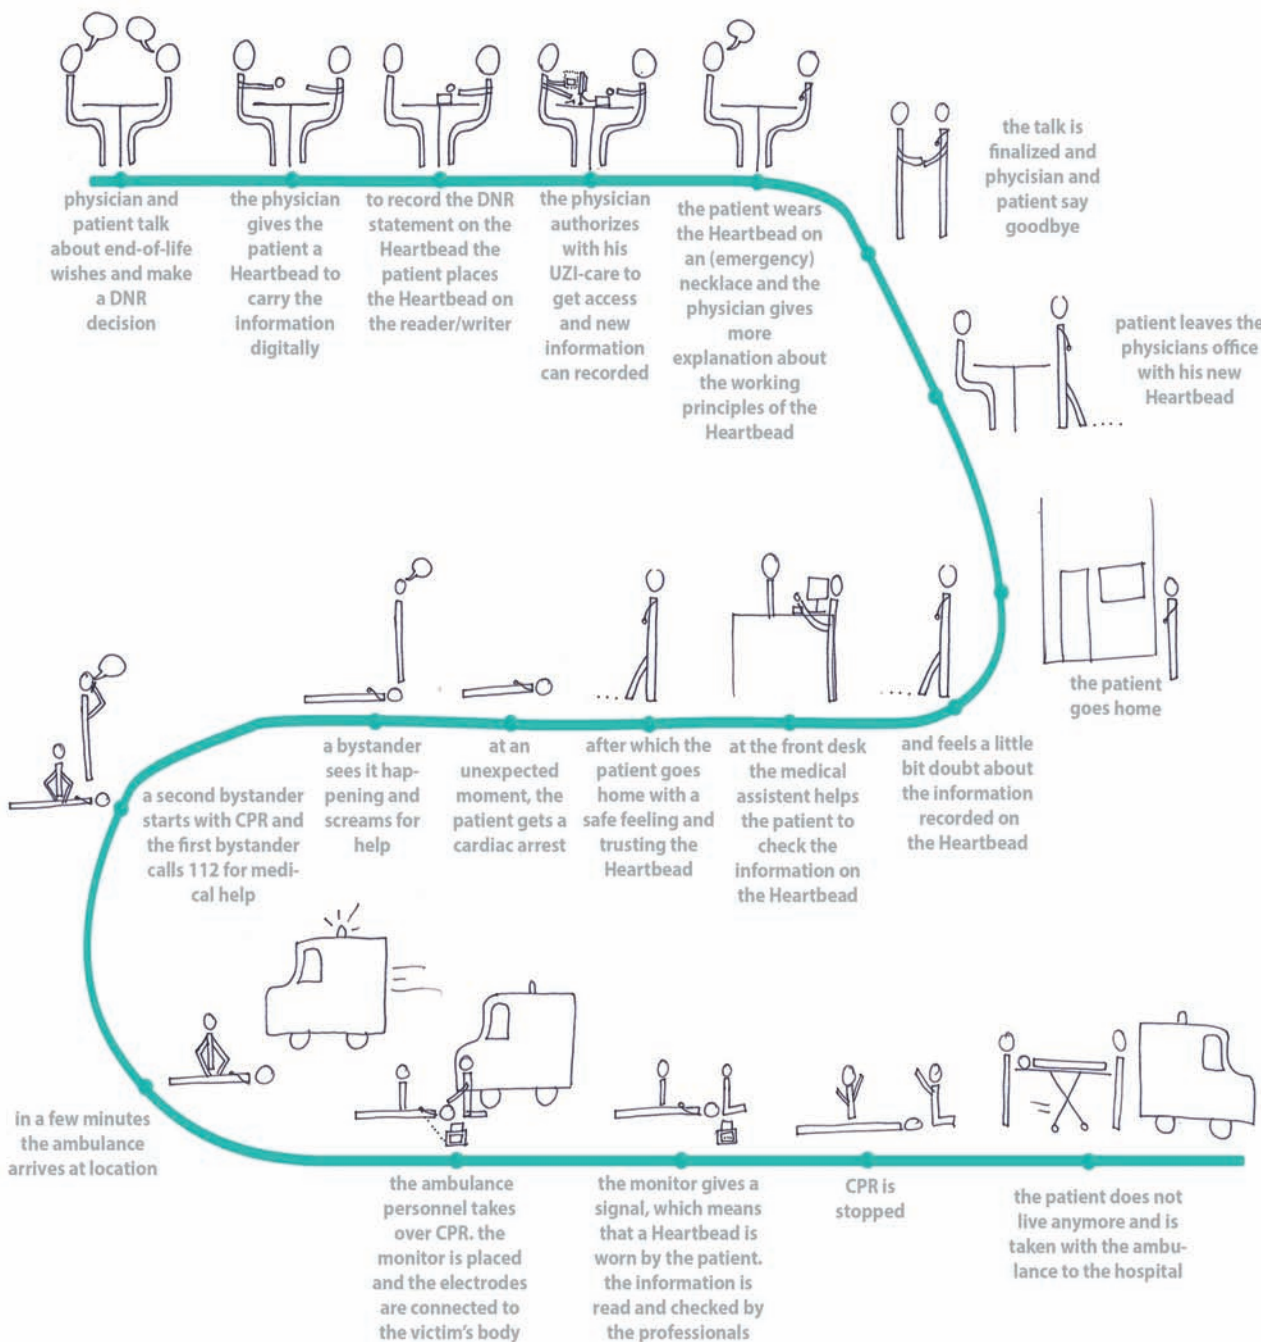 physician and
patient talk
about end-of-life
wishes and make
a DNR
decision
the physician
gives the
patient a
Heartbead to
carry the
information
digitally
to record the DNR
statement on the
Heartbead the
patient places
the Heartbead on
the reader/writer
the physician
authorizes
with his
UZI-care to
get access
and new
information
can recorded
the patient wears
the Heartbead on
an (emergency)
necklace and the
physician gives
more
explanation about
the working
principles of the
Heartbead
the talk is
finalized and
phycisian and
patient say
goodbye
patient leaves the
physicians office
with his new
Heartbead
the patient
goes home
and feels a little
bit doubt about
the information
recorded on
the Heartbead
at the front desk
the medical
assistent helps
the patient to
check the
information on
the Heartbead
after which the
patient goes
home with a
safe feeling and
trusting the
Heartbead
at an
unexpected
moment, the
patient gets a
cardiac arrest
a bystander
sees it hap-
pening and
screams for
help
a second bystander
starts with CPR and
the first bystander
calls 112 for medi-
cal help
in a few minutes
the ambulance
arrives at location
the ambulance
personnel takes
over CPR. the
monitor is placed
and the electrodes
are connected to
the victim's body
the monitor gives a
signal, which means
that a Heartbead is
worn by the patient.
the information is
read and checked by
the professionals
CPR is
stopped
the patient does not
live anymore and is
taken with the ambu-
lance to the hospital